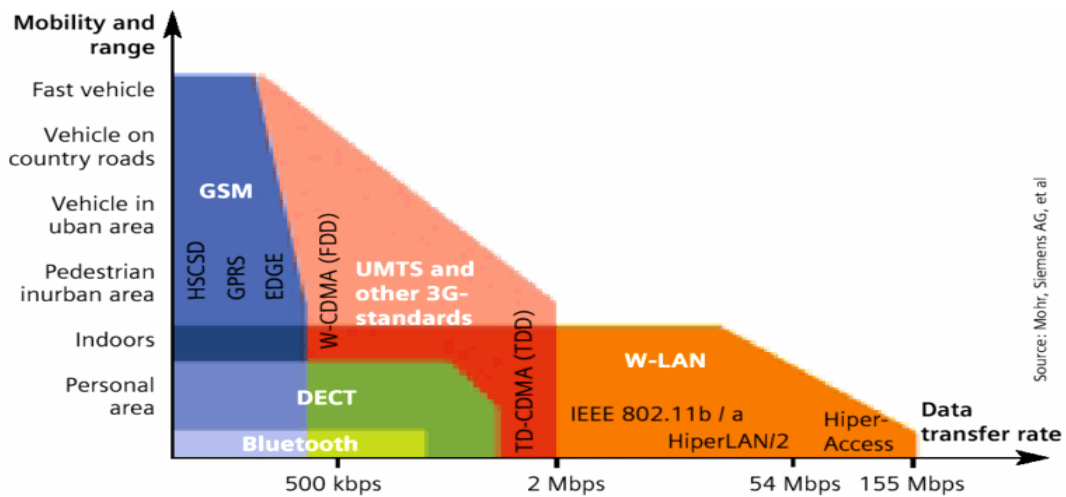 Mobility and
range
Fast vehicle
Vehicle on
country roads
Vehicle in
uban area
Pedestrian
inurban area
Indoors
Personal
area
GSM
HSCSD
GPRS
EDGE
W-CDMA (FDD)
UMTS and
other 3G-
standards
TD-CDMA (TDD)
DECT
Bluetooth
W-LAN
IEEE 802.11b / a
HiperLAN/2
Hiper-
Access
Data
transfer rate
500 kbps
2 Mbps
54 Mbps
155 Mbps
Source: Mohr, Siemens AG, et al